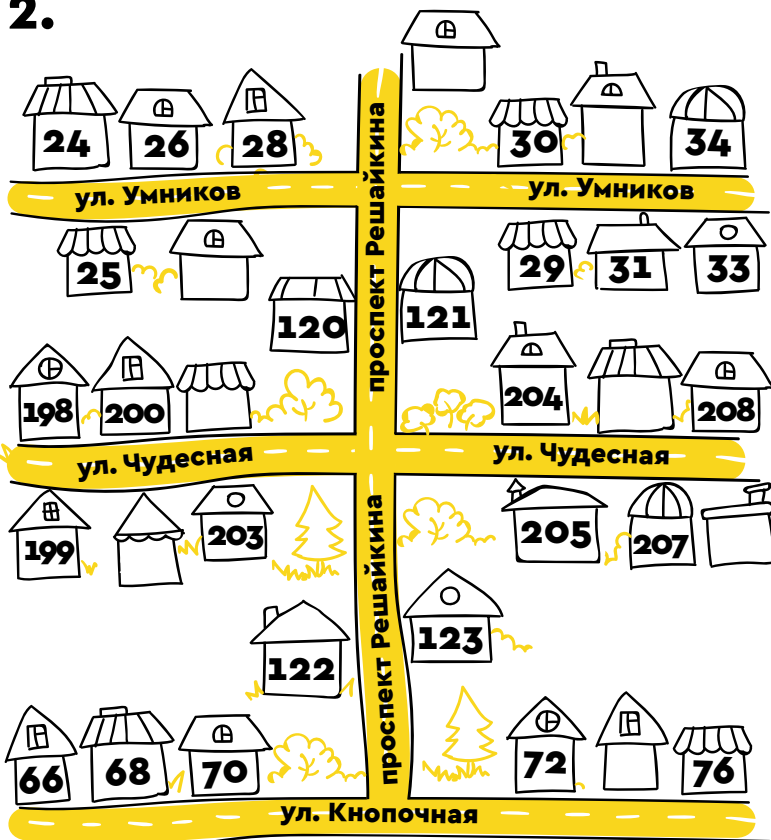 2.
24 26 28 30 34
ул. Умников ул. Умников
проспект Решайкина
25 29 31 33
120 121
198 200 204 208
ул. Чудесная ул. Чудесная
199 203 205 207
проспект Решайкина
122 123
66 68 70 72 76
ул. Кнопочная